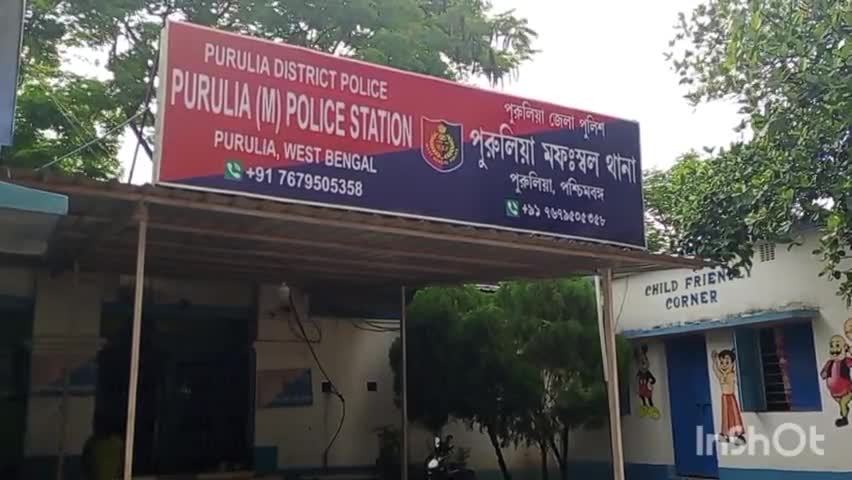 PURULIA DISTRICT POLICE
PURULIA (M) POLICE STATION
PURULIA, WEST BENGAL
+91 7679505358
পুরুলিয়া জেলা পুলিশ
পুরুলিয়া মফঃস্বল থানা
পুরুলিয়া, পশ্চিমবঙ্গ
+৯১ ৭৬৭৯৫০৫৩৫৮
CHILD FRIENDLY
CORNER
InShOt